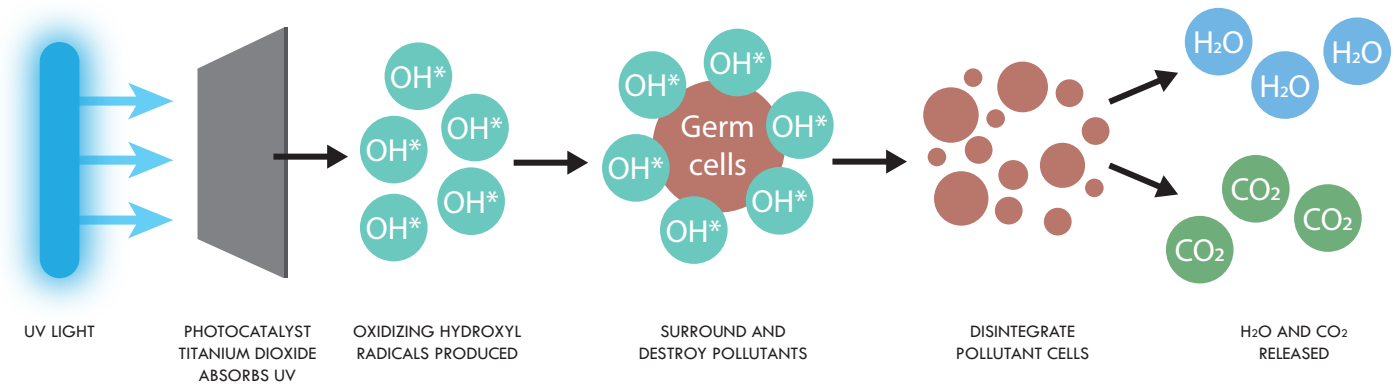 OH*
OH*
OH*
OH*
OH*
OH*
OH*
OH*
OH*
OH*
OH*
Germ
cells
H₂O
H₂O
H₂O
CO₂
CO₂
CO₂
UV LIGHT
PHOTOCATALYST
TITANIUM DIOXIDE
ABSORBS UV
OXIDIZING HYDROXYL
RADICALS PRODUCED
SURROUND AND
DESTROY POLLUTANTS
DISINTEGRATE
POLLUTANT CELLS
H₂O AND CO₂
RELEASED